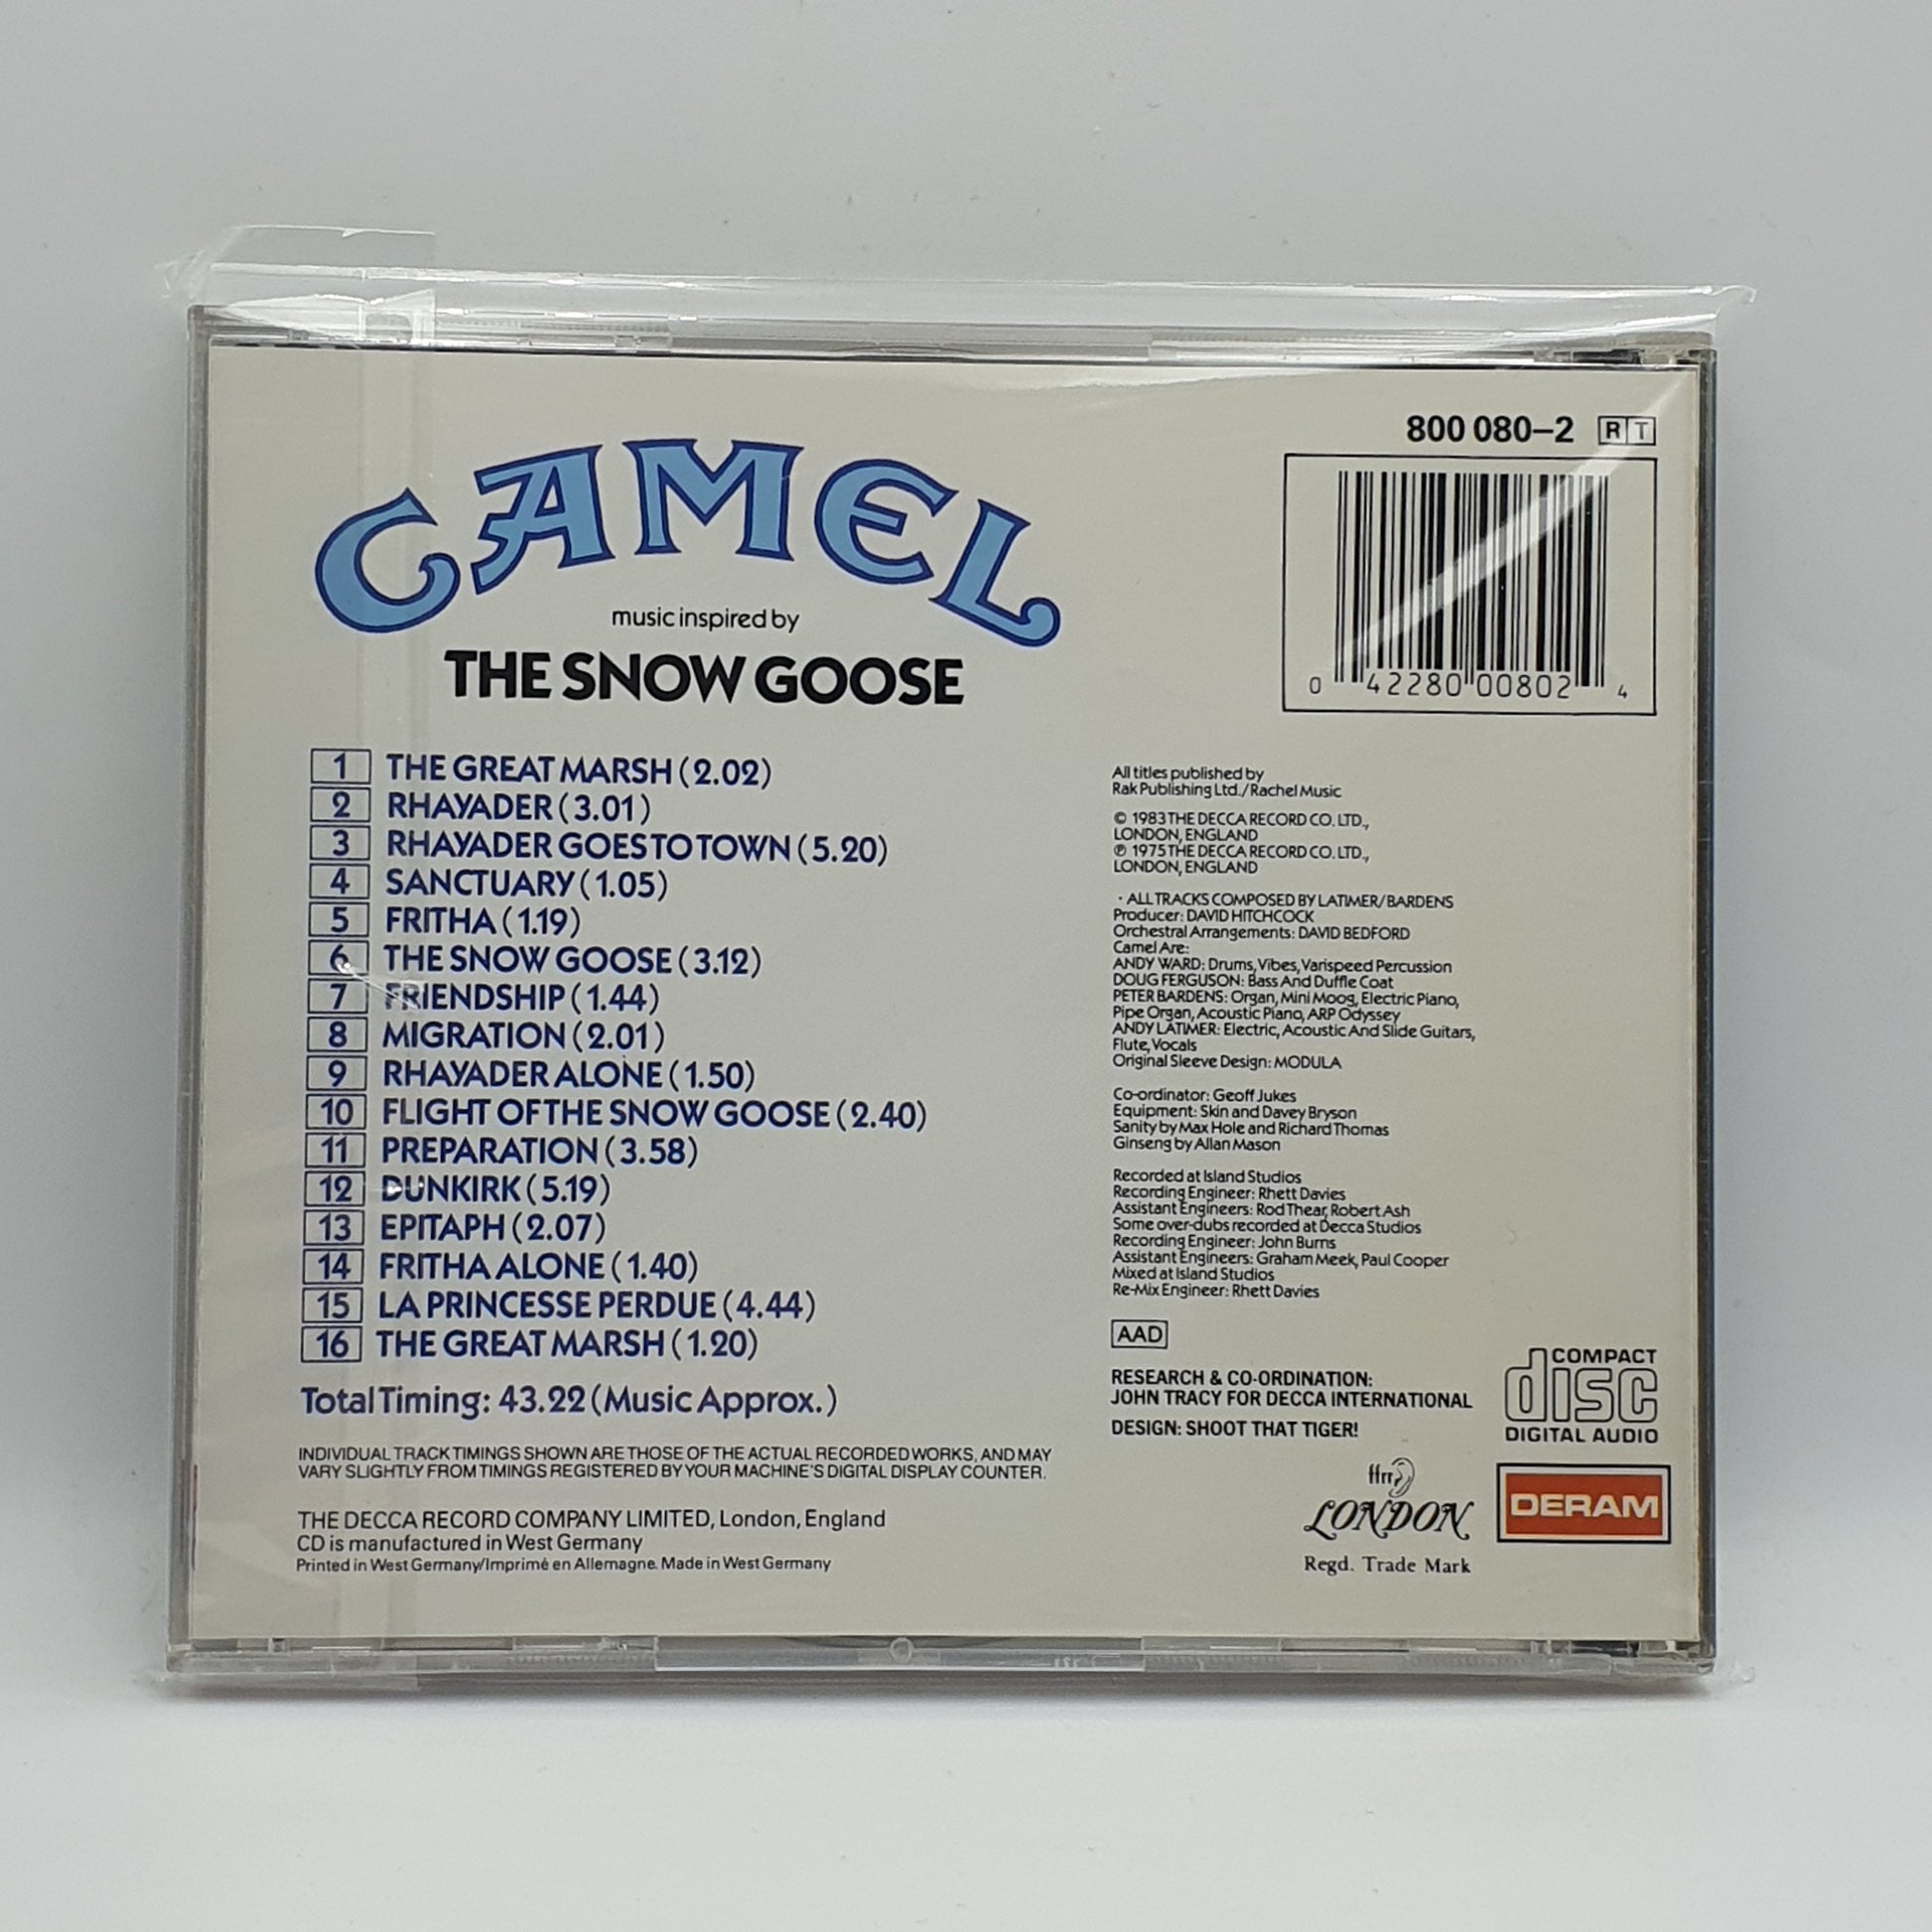 800 080–2 RT
CAMEL
music inspired by
THE SNOW GOOSE
0 42280 00802 4
1 THE GREAT MARSH (2.02)
2 RHAYADER (3.01)
3 RHAYADER GOES TO TOWN (5.20)
4 SANCTUARY (1.05)
5 FRITHA (1.19)
6 THE SNOW GOOSE (3.12)
7 FRIENDSHIP (1.44)
8 MIGRATION (2.01)
9 RHAYADER ALONE (1.50)
10 FLIGHT OF THE SNOW GOOSE (2.40)
11 PREPARATION (3.58)
12 DUNKIRK (5.19)
13 EPITAPH (2.07)
14 FRITHA ALONE (1.40)
15 LA PRINCESSE PERDUE (4.44)
16 THE GREAT MARSH (1.20)
Total Timing: 43.22 (Music Approx.)
INDIVIDUAL TRACK TIMINGS SHOWN ARE THOSE OF THE ACTUAL RECORDED WORKS, AND MAY
VARY SLIGHTLY FROM TIMINGS REGISTERED BY YOUR MACHINE'S DIGITAL DISPLAY COUNTER.
THE DECCA RECORD COMPANY LIMITED, London, England
CD is manufactured in West Germany
Printed in West Germany/Imprimé en Allemagne. Made in West Germany
All titles published by
Rak Publishing Ltd./Rachel Music
© 1983 THE DECCA RECORD CO. LTD.,
LONDON, ENGLAND
℗ 1975 THE DECCA RECORD CO. LTD.,
LONDON, ENGLAND
· ALL TRACKS COMPOSED BY LATIMER/BARDENS
Producer: DAVID HITCHCOCK
Orchestral Arrangements: DAVID BEDFORD
Camel Are:
ANDY WARD: Drums, Vibes, Varispeed Percussion
DOUG FERGUSON: Bass And Duffle Coat
PETER BARDENS: Organ, Mini Moog, Electric Piano,
Pipe Organ, Acoustic Piano, ARP Odyssey
ANDY LATIMER: Electric, Acoustic And Slide Guitars,
Flute, Vocals
Original Sleeve Design: MODULA
Co-ordinator: Geoff Jukes
Equipment: Skin and Davey Bryson
Sanity by Max Hole and Richard Thomas
Ginseng by Allan Mason
Recorded at Island Studios
Recording Engineer: Rhett Davies
Assistant Engineers: Rod Thear, Robert Ash
Some over-dubs recorded at Decca Studios
Recording Engineer: John Burns
Assistant Engineers: Graham Meek, Paul Cooper
Mixed at Island Studios
Re-Mix Engineer: Rhett Davies
AAD
RESEARCH & CO-ORDINATION:
JOHN TRACY FOR DECCA INTERNATIONAL
DESIGN: SHOOT THAT TIGER!
COMPACT
disc
DIGITAL AUDIO
ffrr
LONDON
Regd. Trade Mark
DERAM